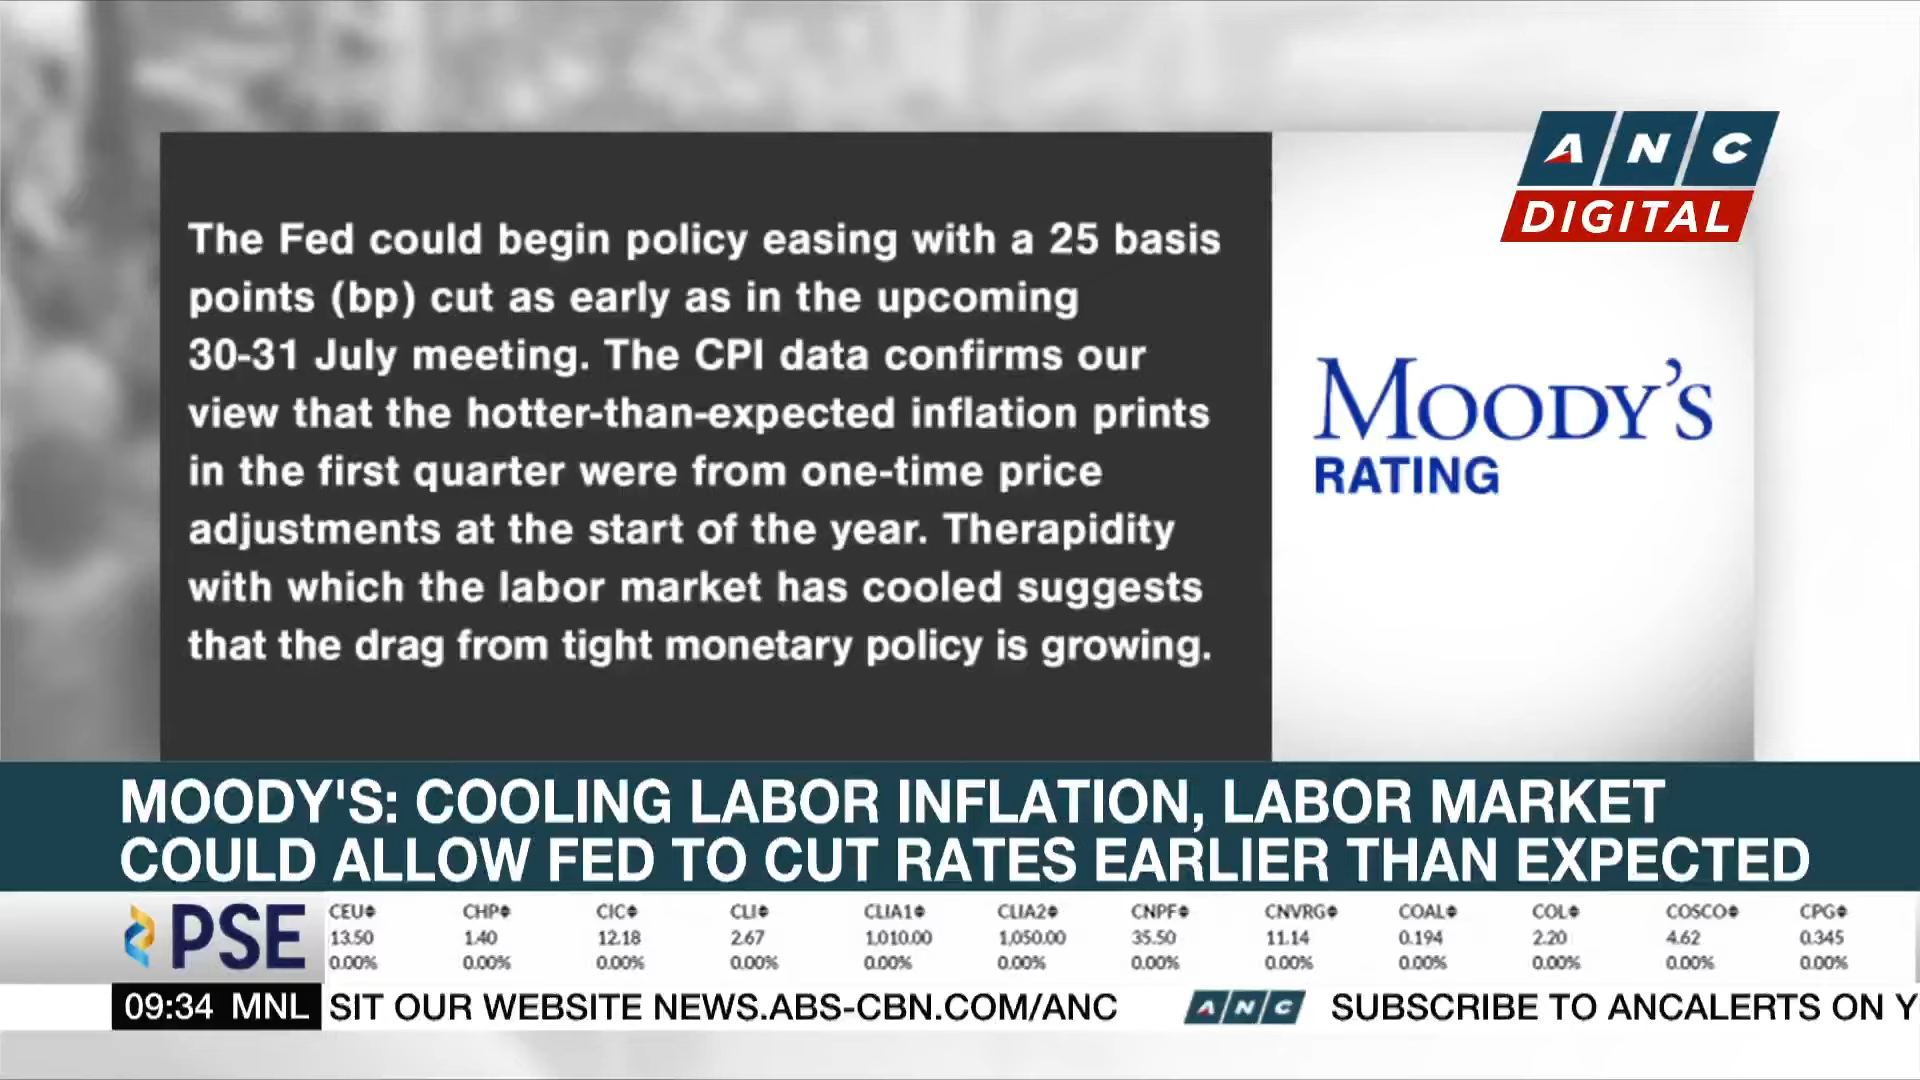 ANC
DIGITAL
The Fed could begin policy easing with a 25 basis
points (bp) cut as early as in the upcoming
30-31 July meeting. The CPI data confirms our
view that the hotter-than-expected inflation prints
in the first quarter were from one-time price
adjustments at the start of the year. Therapidity
with which the labor market has cooled suggests
that the drag from tight monetary policy is growing.
MOODY'S
RATING
MOODY'S: COOLING LABOR INFLATION, LABOR MARKET
COULD ALLOW FED TO CUT RATES EARLIER THAN EXPECTED
PSE
CEU CHP CIC CLI CLIA1 CLIA2 CNPF CNVRG COAL COL COSCO CPG
13.50 1.40 12.18 2.67 1,010.00 1,050.00 35.50 11.14 0.194 2.20 4.62 0.345
0.00% 0.00% 0.00% 0.00% 0.00% 0.00% 0.00% 0.00% 0.00% 0.00% 0.00% 0.00%
09:34 MNL SIT OUR WEBSITE NEWS.ABS-CBN.COM/ANC ANC SUBSCRIBE TO ANCALERTS ON Y